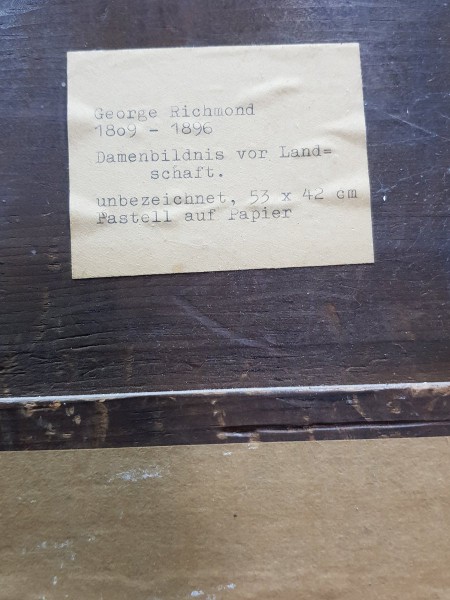 George Richmond
1809 - 1896
Damenbildnis vor Land=
schaft.
unbezeichnet, 53 x 42 cm
Pastell auf Papier